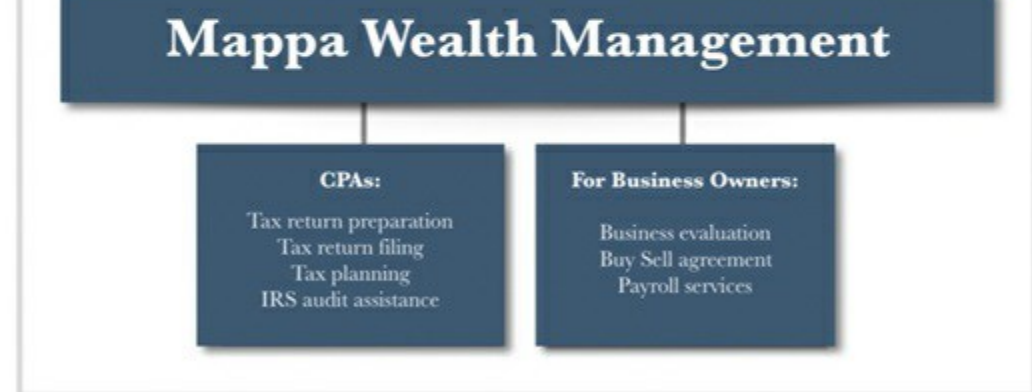 Mappa Wealth Management
CPAs:
Tax return preparation
Tax return filing
Tax planning
IRS audit assistance
For Business Owners:
Business evaluation
Buy Sell agreement
Payroll services